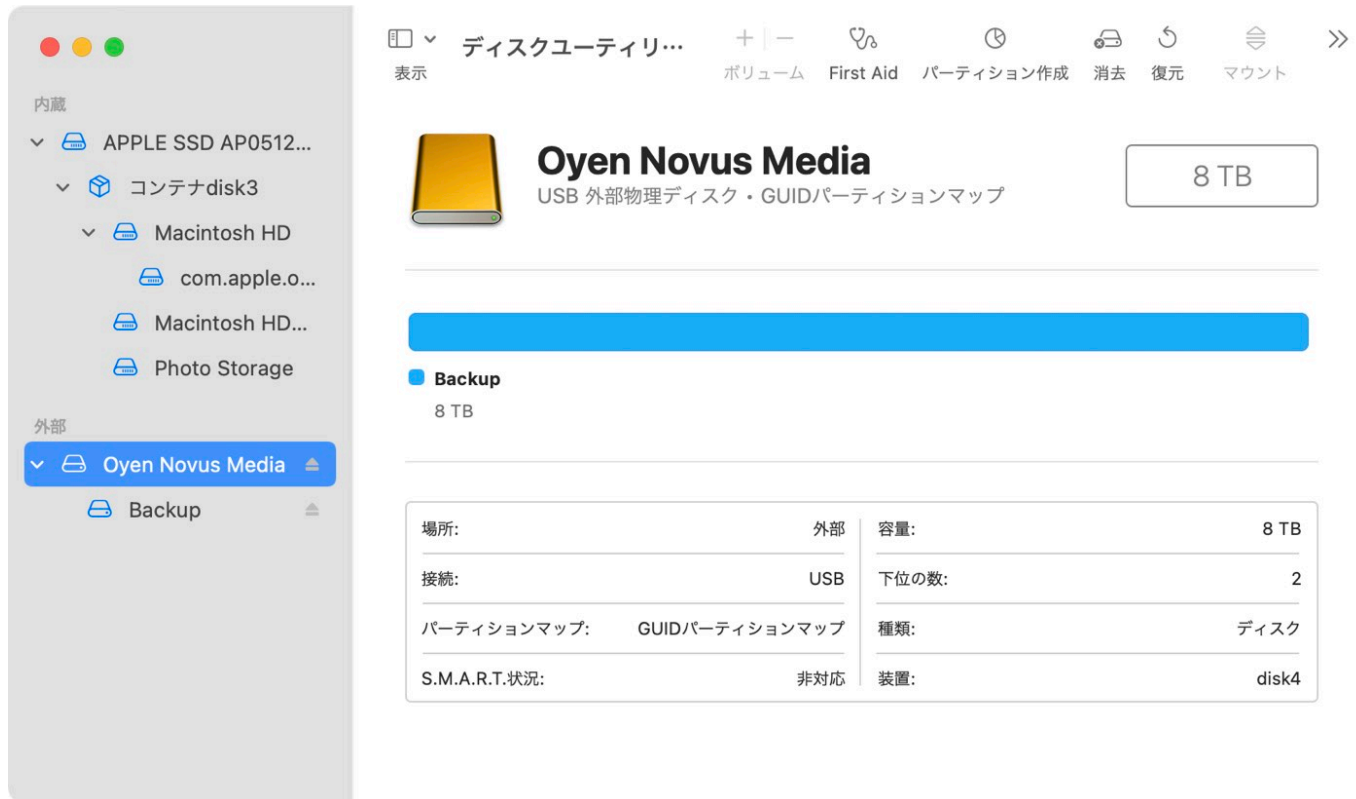 ディスクユーティリ…
表示
ボリューム
First Aid
パーティション作成
消去
復元
マウント
内蔵
APPLE SSD AP0512...
コンテナdisk3
Macintosh HD
com.apple.o...
Macintosh HD...
Photo Storage
外部
Oyen Novus Media
Backup
Oyen Novus Media
USB 外部物理ディスク・GUIDパーティションマップ
8 TB
Backup
8 TB
場所: 外部
容量: 8 TB
接続: USB
下位の数: 2
パーティションマップ: GUIDパーティションマップ
種類: ディスク
S.M.A.R.T.状況: 非対応
装置: disk4